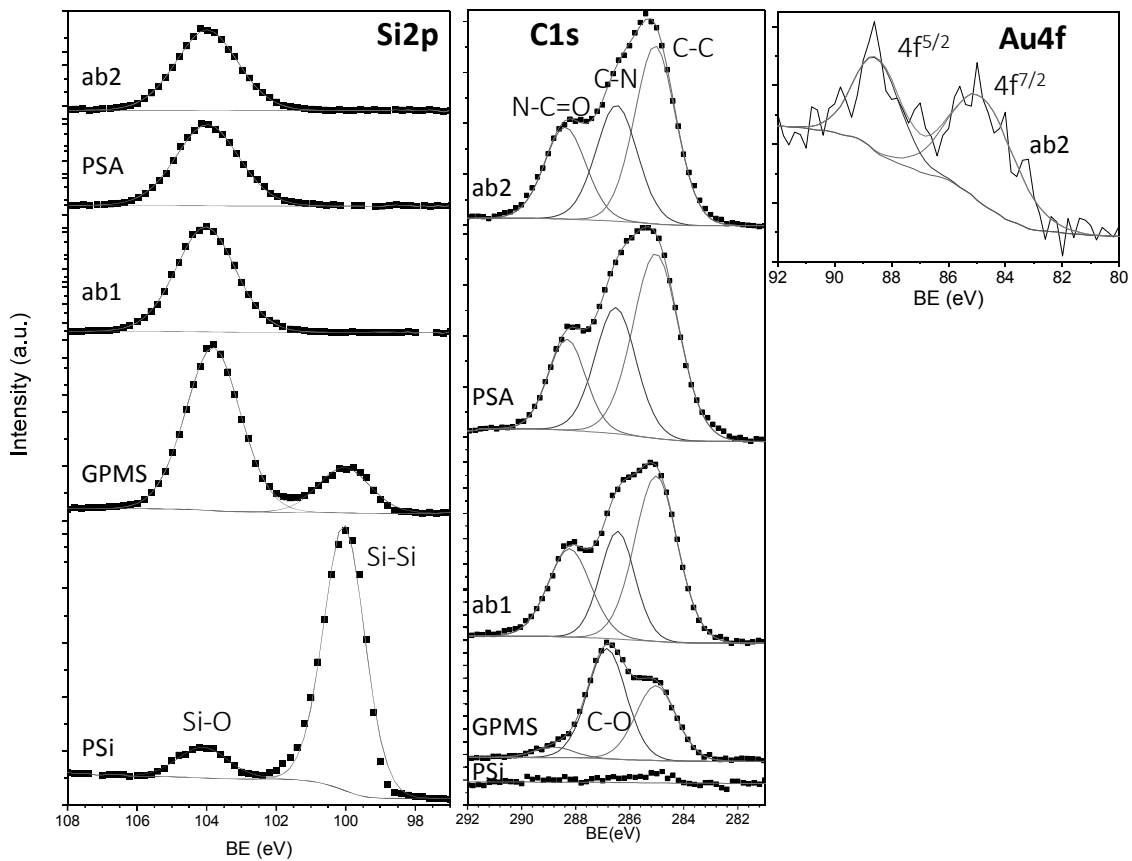 Si2p
ab2
PSA
ab1
GPMS
Si-Si
Si-O
PSi
108 106 104 102 100 98
BE (eV)
Intensity (a.u.)
C1s
C-C
C-N
N-C=O
ab2
PSA
ab1
GPMS
C-O
PSi
292 290 288 286 284 282
BE(eV)
Au4f
4f5/2
4f7/2
ab2
92 90 88 86 84 82 80
BE (eV)